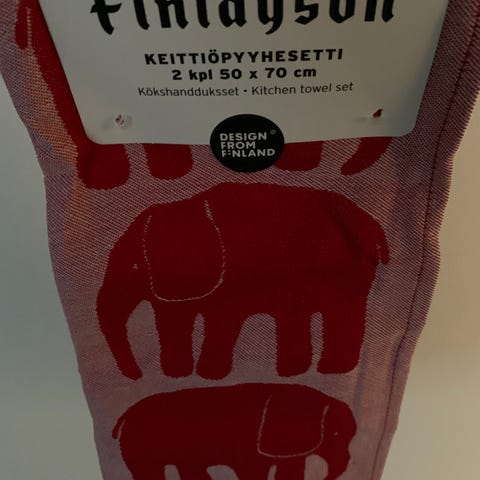 Finlayson
KEITTIÖPYYHESETTI
2 kpl 50 x 70 cm
Kökshandduksset • Kitchen towel set
DESIGN
FROM
FINLAND